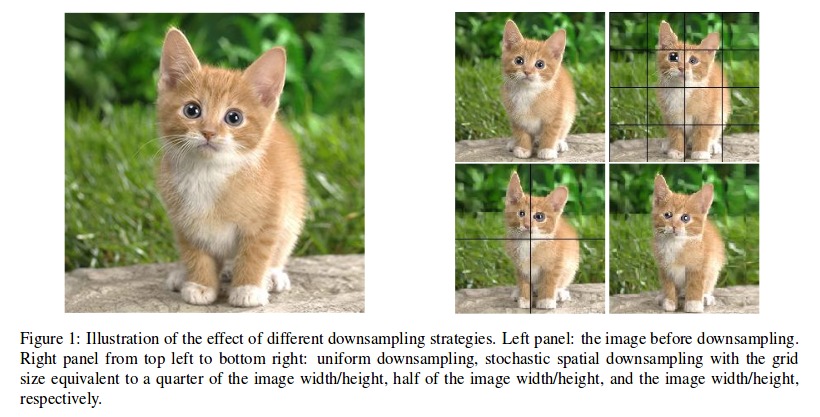 Figure 1: Illustration of the effect of different downsampling strategies. Left panel: the image before downsampling.
Right panel from top left to bottom right: uniform downsampling, stochastic spatial downsampling with the grid
size equivalent to a quarter of the image width/height, half of the image width/height, and the image width/height,
respectively.